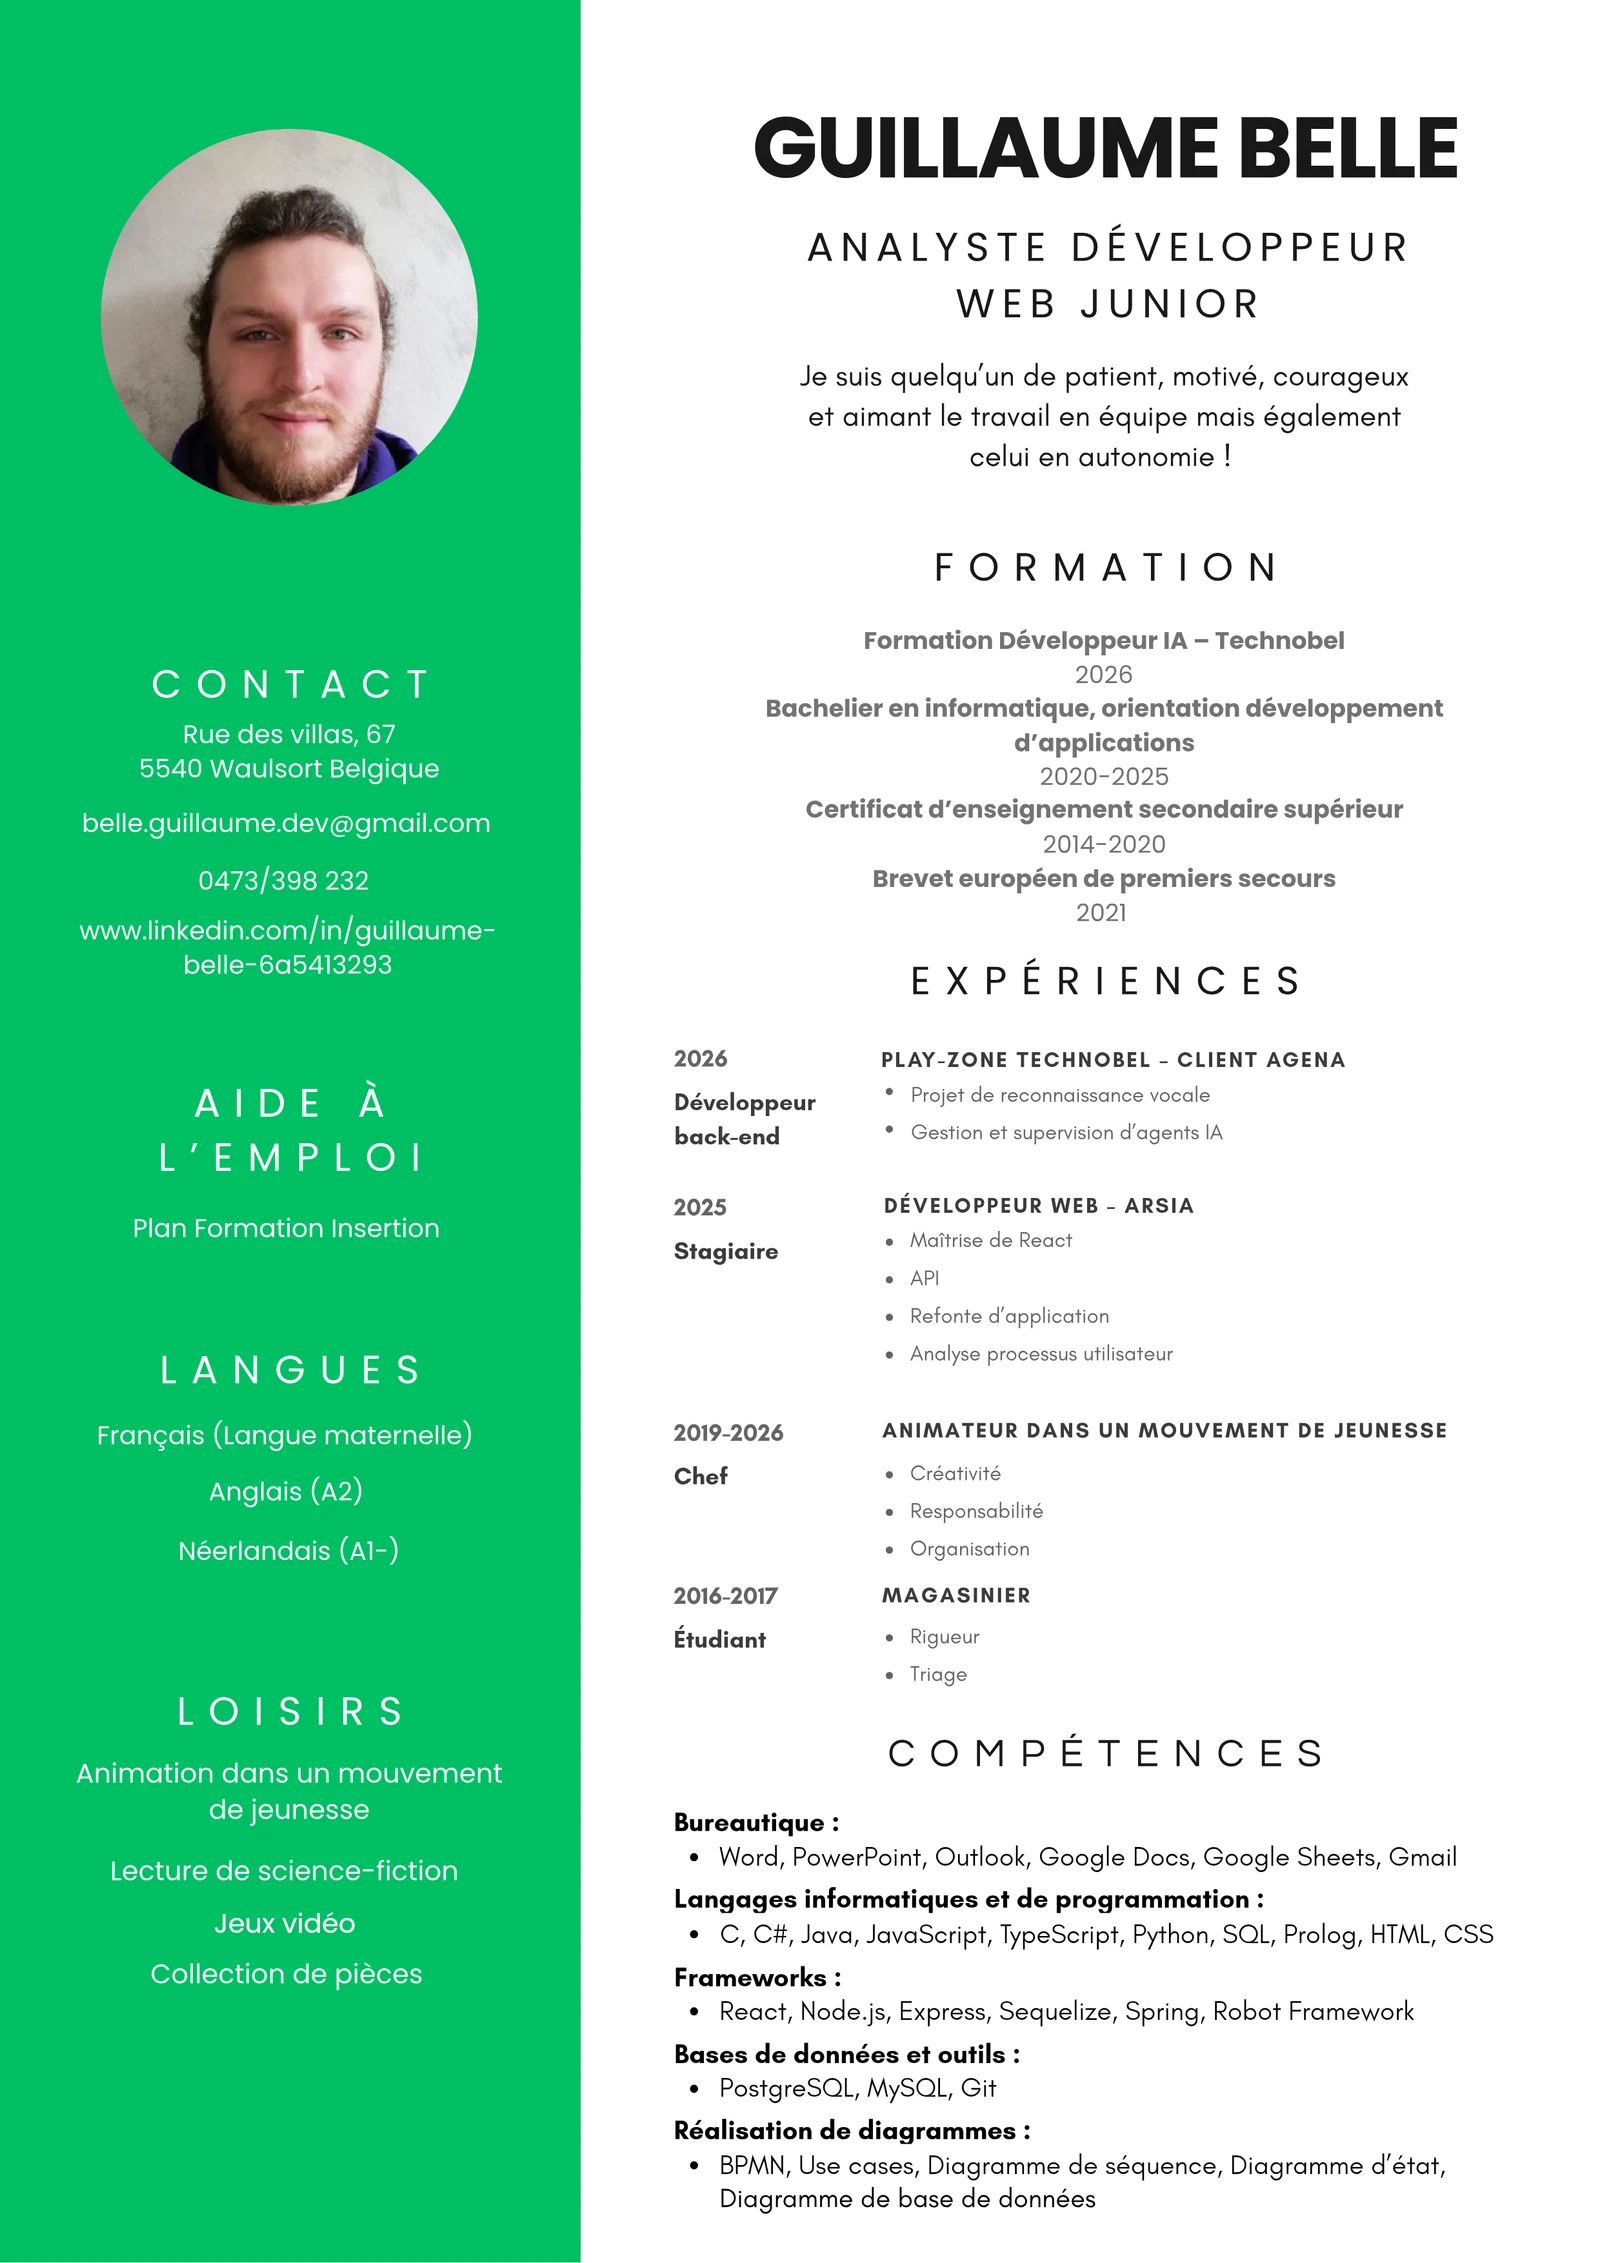 GUILLAUME BELLE
ANALYSTE DÉVELOPPEUR
WEB JUNIOR
Je suis quelqu’un de patient, motivé, courageux
et aimant le travail en équipe mais également
celui en autonomie !
CONTACT
Rue des villas, 67
5540 Waulsort Belgique
belle.guillaume.dev@gmail.com
0473/398 232
www.linkedin.com/in/guillaume-
belle-6a5413293
AIDE À
L’EMPLOI
Plan Formation Insertion
LANGUES
Français (Langue maternelle)
Anglais (A2)
Néerlandais (A1-)
LOISIRS
Animation dans un mouvement
de jeunesse
Lecture de science-fiction
Jeux vidéo
Collection de pièces
FORMATION
Formation Développeur IA – Technobel
2026
Bachelier en informatique, orientation développement
d’applications
2020-2025
Certificat d’enseignement secondaire supérieur
2014-2020
Brevet européen de premiers secours
2021
EXPÉRIENCES
2026
Développeur
back-end
PLAY-ZONE TECHNOBEL – CLIENT AGENA
• Projet de reconnaissance vocale
• Gestion et supervision d’agents IA
2025
Stagiaire
DÉVELOPPEUR WEB – ARSIA
• Maîtrise de React
• API
• Refonte d’application
• Analyse processus utilisateur
2019-2026
Chef
ANIMATEUR DANS UN MOUVEMENT DE JEUNESSE
• Créativité
• Responsabilité
• Organisation
2016-2017
Étudiant
MAGASINIER
• Rigueur
• Triage
COMPÉTENCES
Bureautique :
• Word, PowerPoint, Outlook, Google Docs, Google Sheets, Gmail
Langages informatiques et de programmation :
• C, C#, Java, JavaScript, TypeScript, Python, SQL, Prolog, HTML, CSS
Frameworks :
• React, Node.js, Express, Sequelize, Spring, Robot Framework
Bases de données et outils :
• PostgreSQL, MySQL, Git
Réalisation de diagrammes :
• BPMN, Use cases, Diagramme de séquence, Diagramme d’état,
Diagramme de base de données